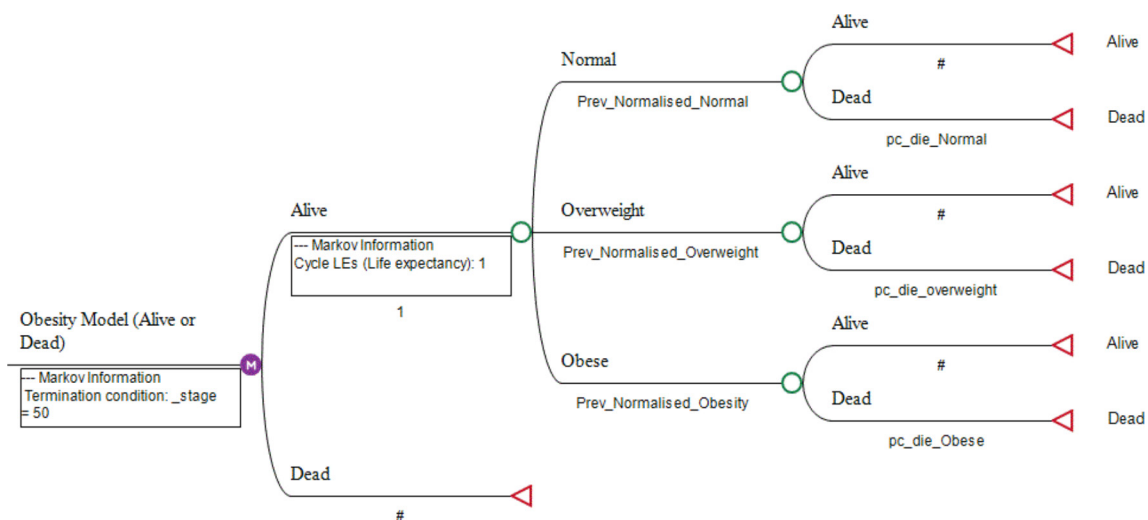 Obesity Model (Alive or
Dead)
--- Markov Information
Termination condition: _stage
= 50
M
Alive
--- Markov Information
Cycle LEs (Life expectancy): 1
1
Dead
#
Normal
Prev_Normalised_Normal
Alive
#
Alive
Dead
pc_die_Normal
Dead
Overweight
Prev_Normalised_Overweight
Alive
#
Alive
Dead
pc_die_overweight
Dead
Obese
Prev_Normalised_Obesity
Alive
#
Alive
Dead
pc_die_Obese
Dead